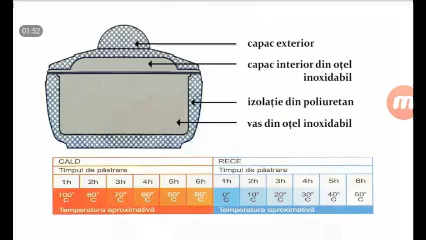 01:52
capac exterior
capac interior din oțel
inoxidabil
izolație din poliuretan
vas din oțel inoxidabil
CALD RECE
Timpul de păstrare Timpul de păstrare
1h 2h 3h 4h 5h 6h 1h 2h 3h 4h 6h 8h
100° C 80° C 70° C 60° C 55° C 50° C 0° C 10° C 20° C 30° C 40° C 50° C
Temperatura aproximativă Temperatura aproximativă